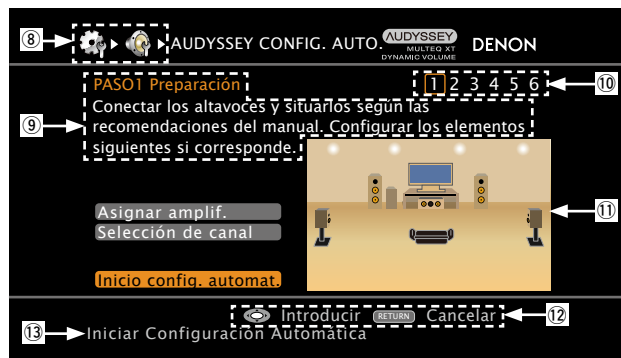 ⑧ AUDYSSEY CONFIG. AUTO. AUDYSSEY MULTEQ XT DYNAMIC VOLUME DENON
PASO1 Preparación 1 2 3 4 5 6 ⑩
Conectar los altavoces y situarlos según las
⑨ recomendaciones del manual. Configurar los elementos
siguientes si corresponde.
⑪
Asignar amplif.
Selección de canal
Inicio config. automat.
Introducir RETURN Cancelar ⑫
⑬ Iniciar Configuración Automática